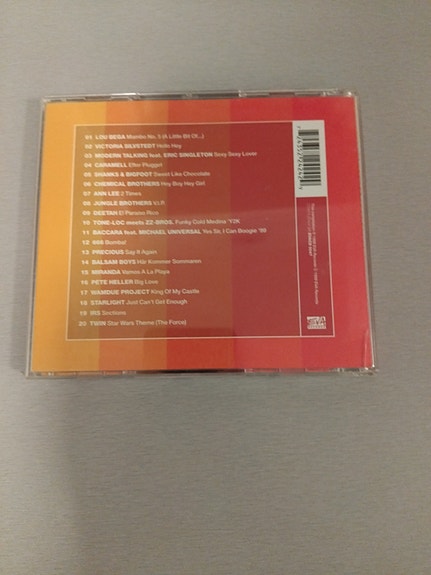 01 LOU BEGA Mambo No. 5 (A Little Bit Of...)
02 VICTORIA SILVSTEDT Hello Hey
03 MODERN TALKING feat. ERIC SINGLETON Sexy Sexy Lover
04 CARAMELL Efter Plugget
05 SHANKS & BIGFOOT Sweet Like Chocolate
06 CHEMICAL BROTHERS Hey Boy Hey Girl
07 ANN LEE 2 Times
08 JUNGLE BROTHERS V.I.P.
09 DEETAN El Paraiso Rico
10 TONE-LOC meets ZZ-BROS. Funky Cold Medina 'Y2K
11 BACCARA feat. MICHAEL UNIVERSAL Yes Sir, I Can Boogie '99
12 666 Bomba!
13 PRECIOUS Say It Again
14 BALSAM BOYS Här Kommer Sommaren
15 MIRANDA Vamos A La Playa
16 PETE HELLER Big Love
17 WAMDUE PROJECT King Of My Castle
18 STARLIGHT Just Can't Get Enough
19 IRS Sections
20 TWIIN Star Wars Theme (The Force)